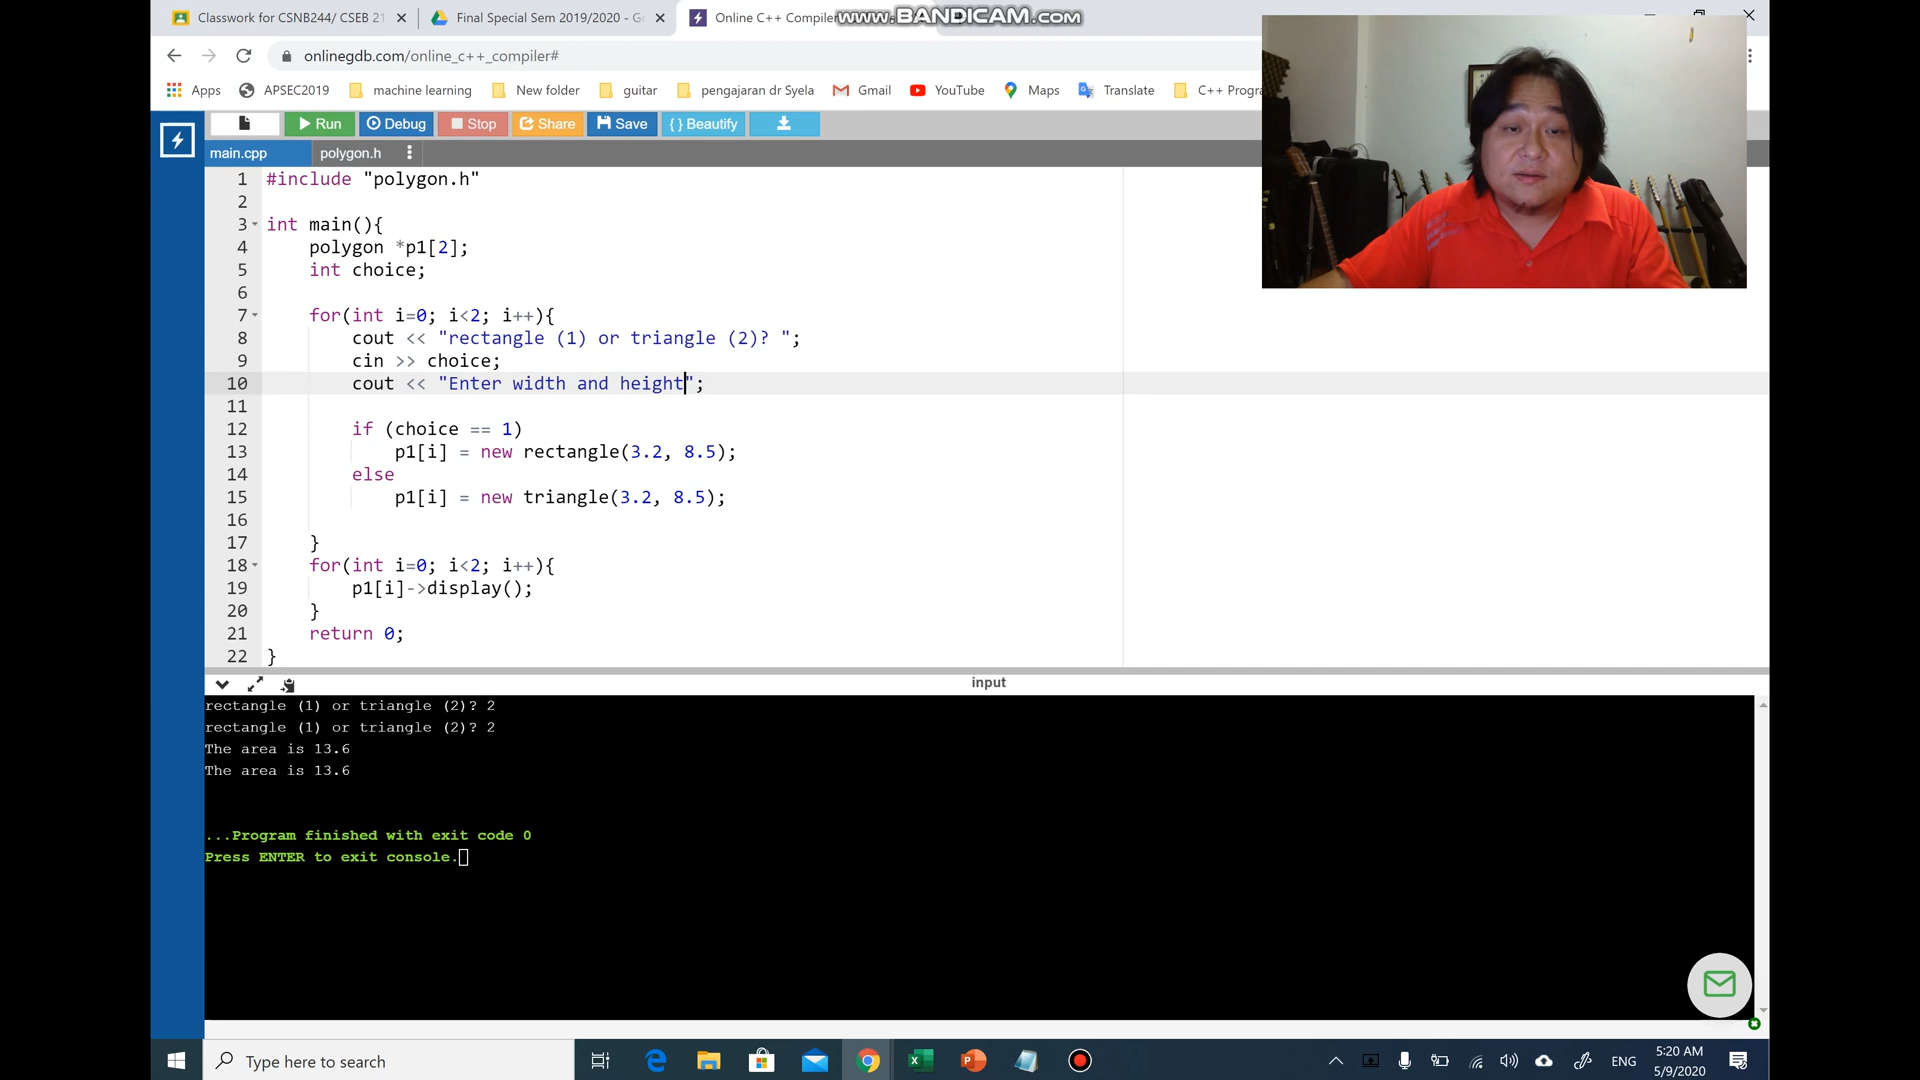 Classwork for CSNB244/ CSEB 21
Final Special Sem 2019/2020 - Go
Online C++ Compiler
www.BANDICAM.com
onlinegdb.com/online_c++_compiler#
Apps
APSEC2019
machine learning
New folder
guitar
pengajaran dr Syela
Gmail
YouTube
Maps
Translate
C++ Progra
Run
Debug
Stop
Share
Save
{ } Beautify
main.cpp
polygon.h
1 #include "polygon.h"
2
3 int main(){
4 polygon *p1[2];
5 int choice;
6
7 for(int i=0; i<2; i++){
8 cout << "rectangle (1) or triangle (2)? ";
9 cin >> choice;
10 cout << "Enter width and height";
11
12 if (choice == 1)
13 p1[i] = new rectangle(3.2, 8.5);
14 else
15 p1[i] = new triangle(3.2, 8.5);
16
17 }
18 for(int i=0; i<2; i++){
19 p1[i]->display();
20 }
21 return 0;
22 }
input
rectangle (1) or triangle (2)? 2
rectangle (1) or triangle (2)? 2
The area is 13.6
The area is 13.6
...Program finished with exit code 0
Press ENTER to exit console.
Type here to search
ENG
5:20 AM
5/9/2020